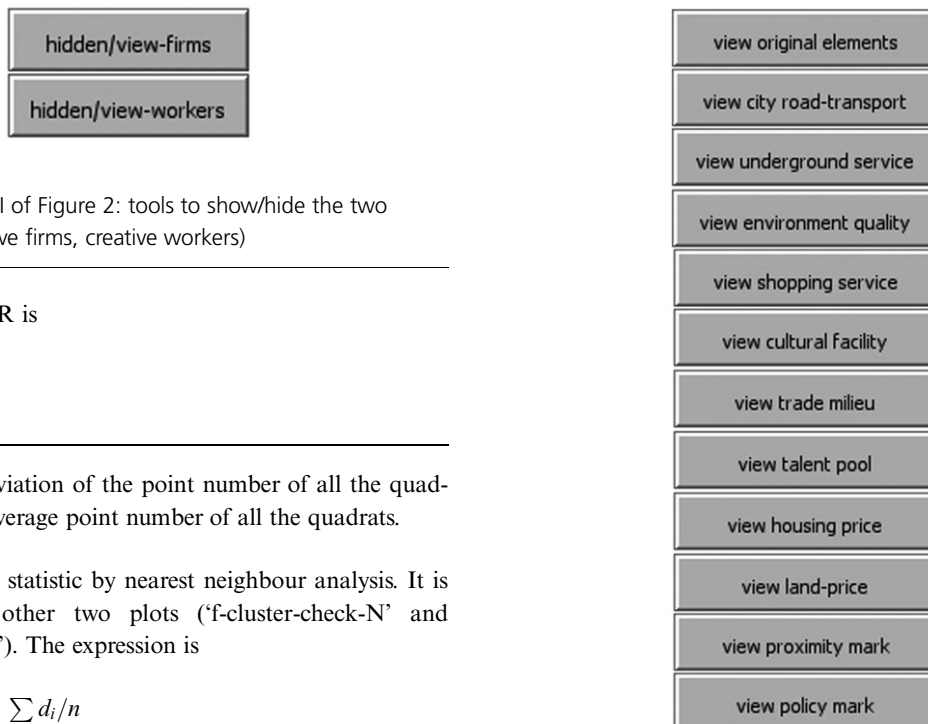 hidden/view-firms
hidden/view-workers
I of Figure 2: tools to show/hide the two
ve firms, creative workers)
R is
viation of the point number of all the quad-
verage point number of all the quadrats.
statistic by nearest neighbour analysis. It is
other two plots (‘f-cluster-check-N’ and
’). The expression is
∑ dᵢ/n
view original elements
view city road-transport
view underground service
view environment quality
view shopping service
view cultural facility
view trade milieu
view talent pool
view housing price
view land-price
view proximity mark
view policy mark